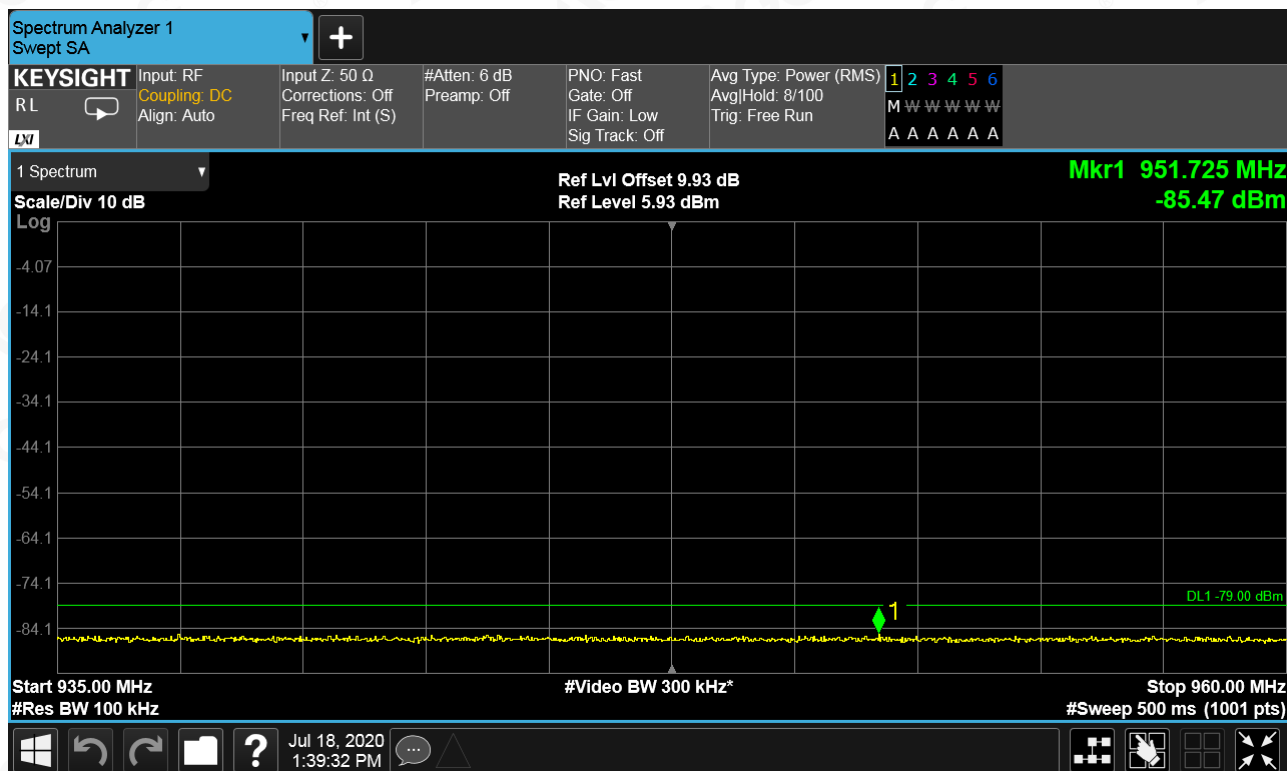 Spectrum Analyzer 1
Swept SA
KEYSIGHT
R L
LXI
Input: RF
Coupling: DC
Align: Auto
Input Z: 50 Ω
Corrections: Off
Freq Ref: Int (S)
#Atten: 6 dB
Preamp: Off
PNO: Fast
Gate: Off
IF Gain: Low
Sig Track: Off
Avg Type: Power (RMS)
Avg|Hold: 8/100
Trig: Free Run
1 2 3 4 5 6
M W W W W W
A A A A A A
1 Spectrum
Scale/Div 10 dB
Ref Lvl Offset 9.93 dB
Ref Level 5.93 dBm
Mkr1 951.725 MHz
-85.47 dBm
Log
-4.07
-14.1
-24.1
-34.1
-44.1
-54.1
-64.1
-74.1
DL1 -79.00 dBm
1
-84.1
Start 935.00 MHz
#Video BW 300 kHz*
Stop 960.00 MHz
#Res BW 100 kHz
#Sweep 500 ms (1001 pts)
?
Jul 18, 2020
1:39:32 PM